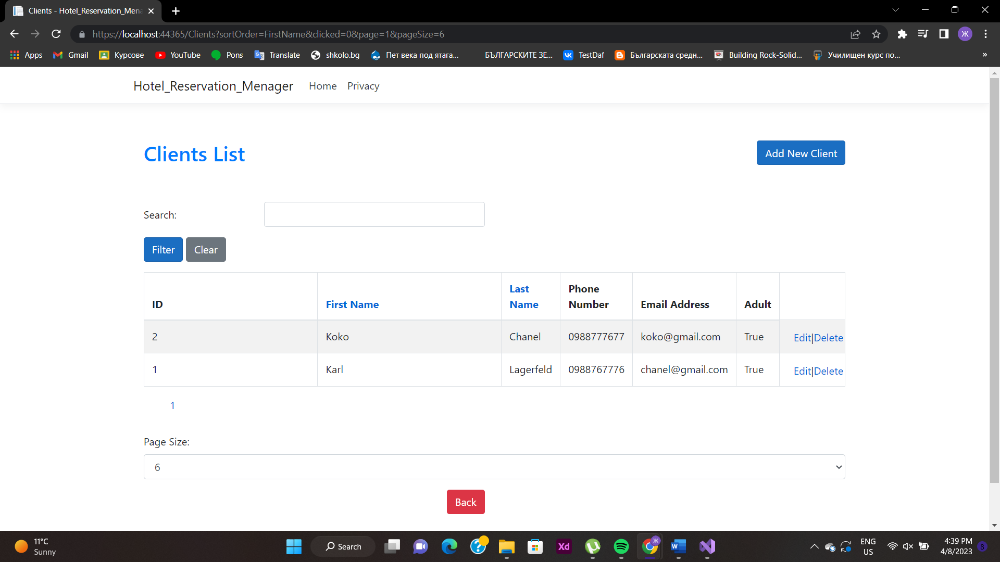 Clients - Hotel_Reservation_Mena
https://localhost:44365/Clients?sortOrder=FirstName&clicked=0&page=1&pageSize=6
Ж
Apps Gmail Курсове YouTube Pons Translate shkolo.bg Пет века под ятага... БЪЛГАРСКИТЕ ЗЕ... TestDaf Българската средн... Building Rock-Solid... Училищен курс по... »
Hotel_Reservation_Menager Home Privacy
Clients List
Add New Client
Search:
Filter Clear
ID First Name Last Name Phone Number Email Address Adult
2 Koko Chanel 0988777677 koko@gmail.com True Edit|Delete
1 Karl Lagerfeld 0988767776 chanel@gmail.com True Edit|Delete
1
Page Size:
6
Back
11°C
Sunny
Search
Xd
ENG
US
4:39 PM
4/8/2023
8